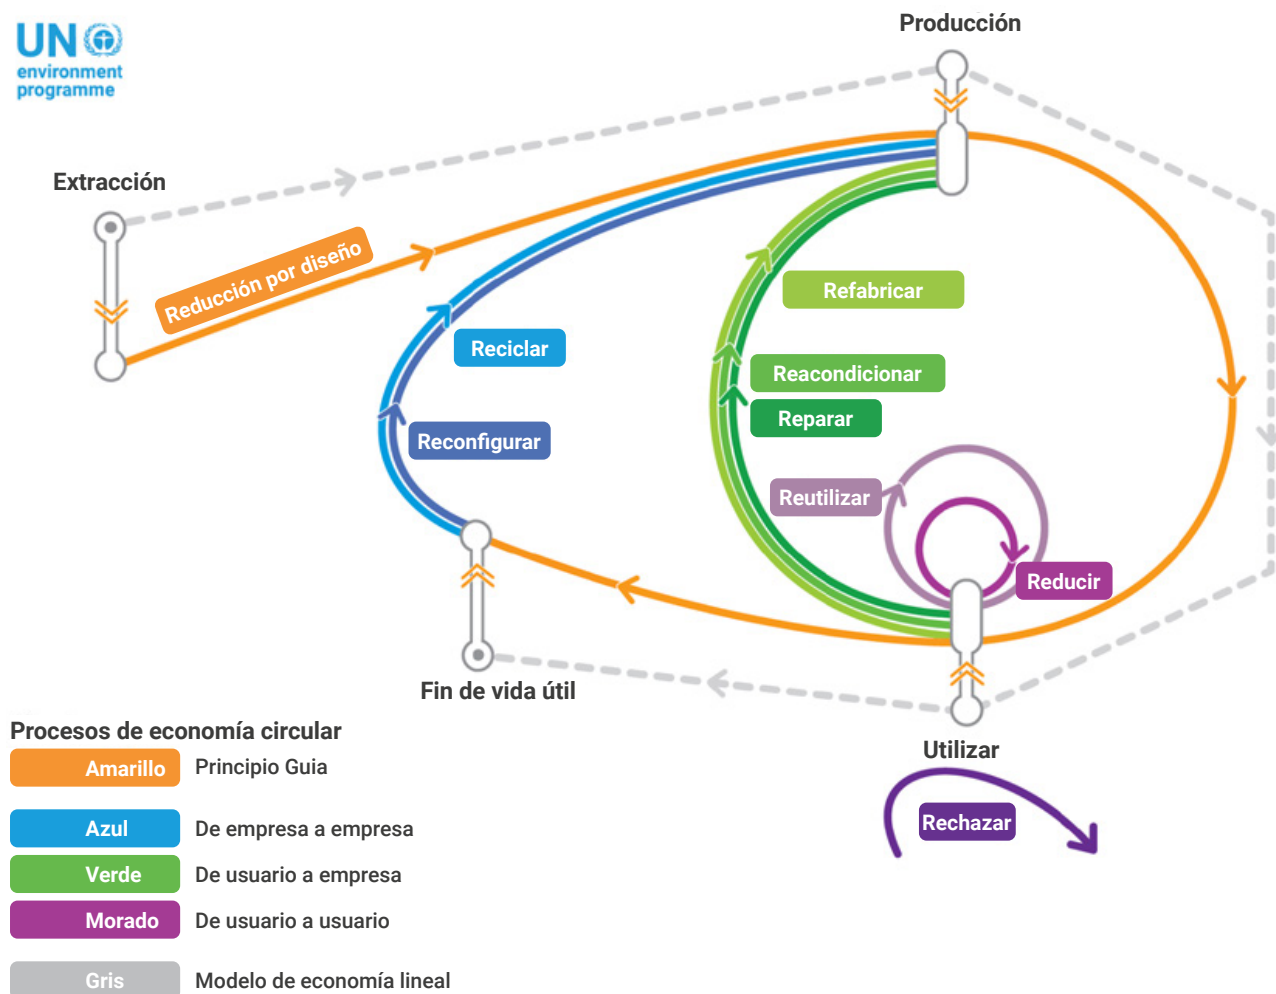 UN
environment
programme
Producción
Extracción
Reducción por diseño
Refabricar
Reciclar
Reacondicionar
Reparar
Reconfigurar
Reutilizar
Reducir
Fin de vida útil
Utilizar
Rechazar
Procesos de economía circular
Amarillo Principio Guia
Azul De empresa a empresa
Verde De usuario a empresa
Morado De usuario a usuario
Gris Modelo de economía lineal